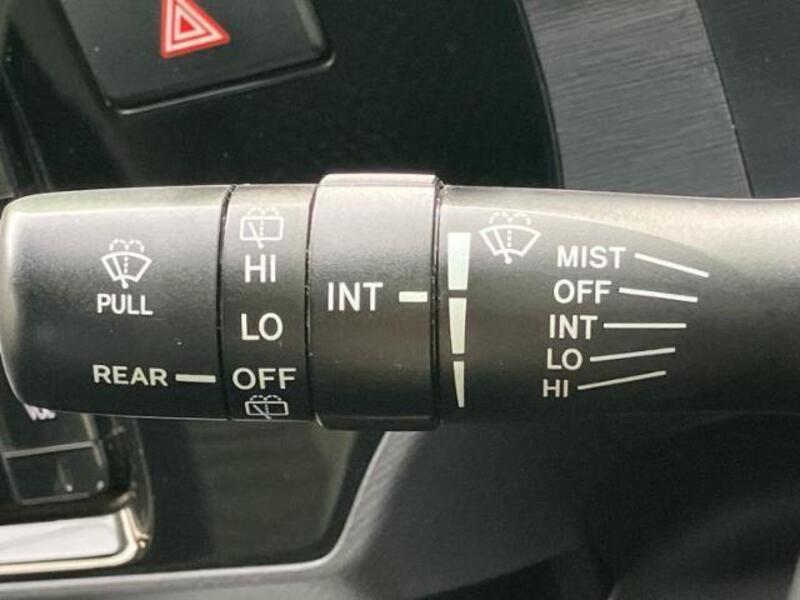 PULL
REAR
HI
LO
OFF
INT
MIST
OFF
INT
LO
HI